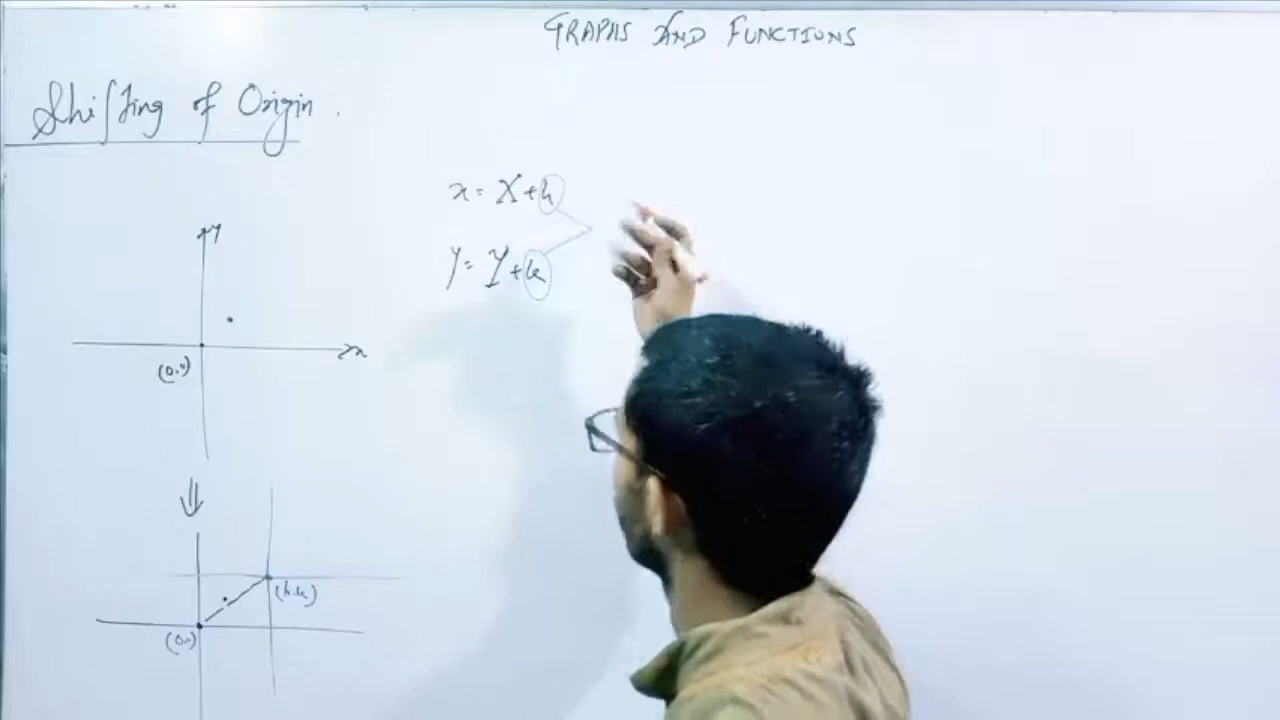 GRAPHS AND FUNCTIONS
Shifting of Origin.
x = X + h
y = Y + k
y
x
(0,0)
(h,k)
(0,0)